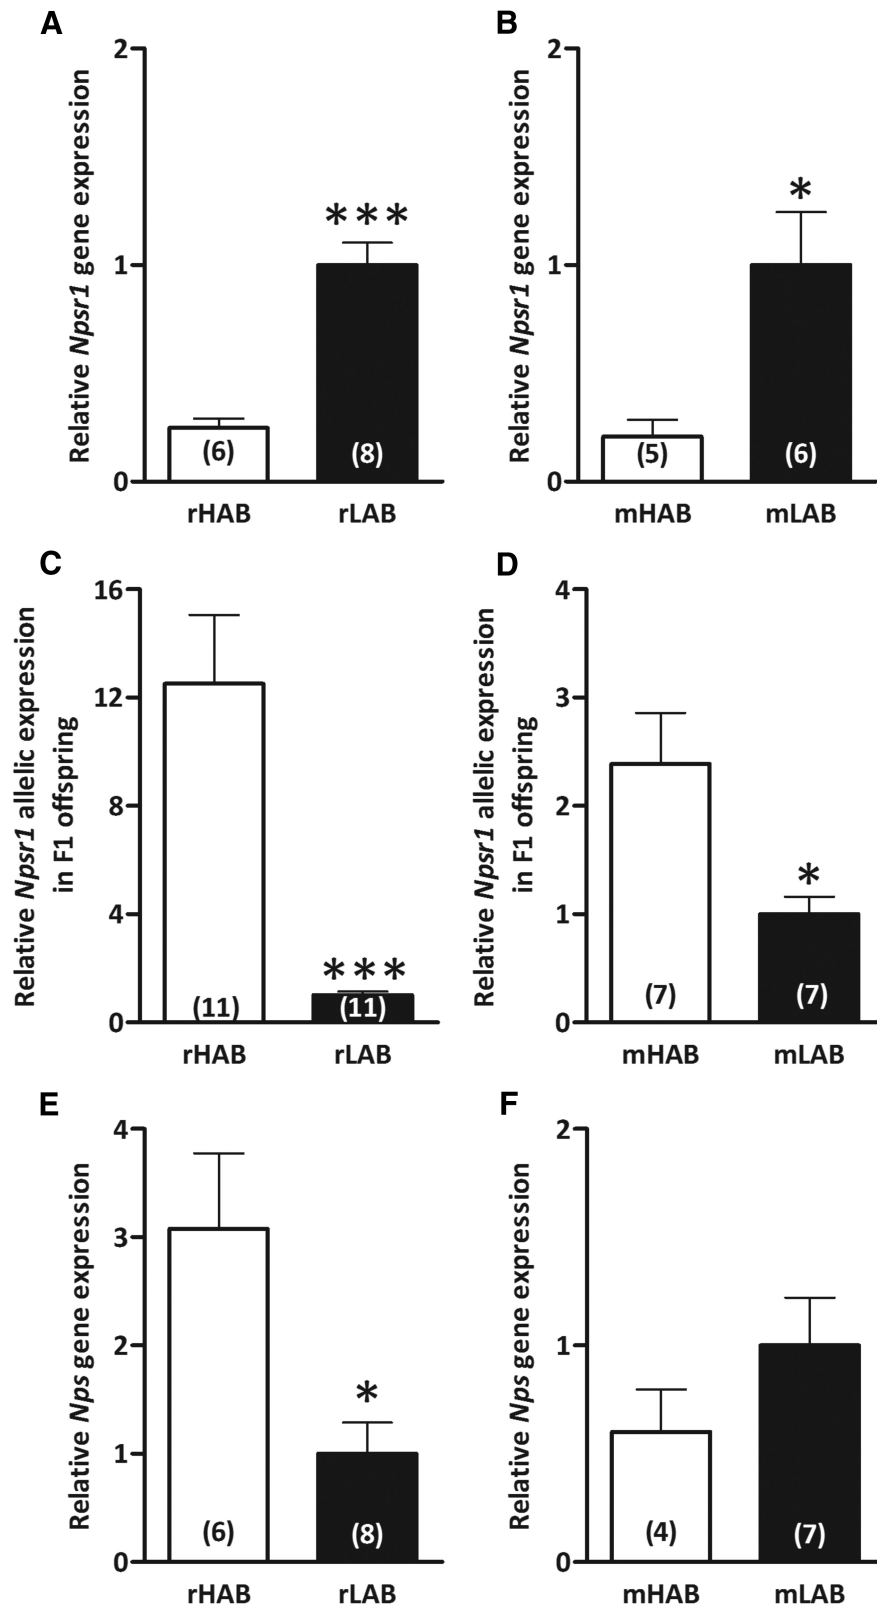 A
Relative Npsr1 gene expression
2
1
0
***
(6)
(8)
rHAB
rLAB
B
Relative Npsr1 gene expression
2
1
0
*
(5)
(6)
mHAB
mLAB
C
Relative Npsr1 allelic expression
in F1 offspring
16
12
8
4
0
***
(11)
(11)
rHAB
rLAB
D
Relative Npsr1 allelic expression
in F1 offspring
4
3
2
1
0
*
(7)
(7)
mHAB
mLAB
E
Relative Nps gene expression
4
3
2
1
0
*
(6)
(8)
rHAB
rLAB
F
Relative Nps gene expression
2
1
0
(4)
(7)
mHAB
mLAB